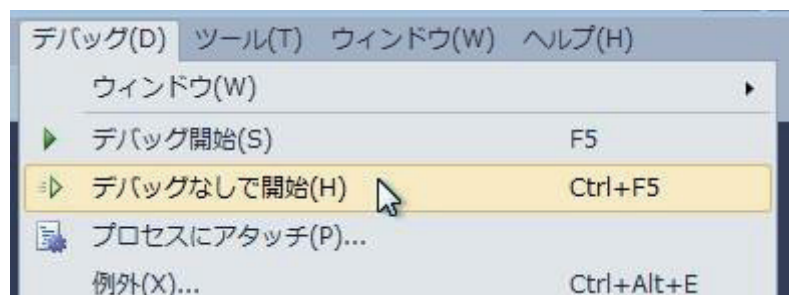 デバッグ(D) ツール(T) ウィンドウ(W) ヘルプ(H)
ウィンドウ(W)
デバッグ開始(S) F5
デバッグなしで開始(H) Ctrl+F5
プロセスにアタッチ(P)...
例外(X)... Ctrl+Alt+E